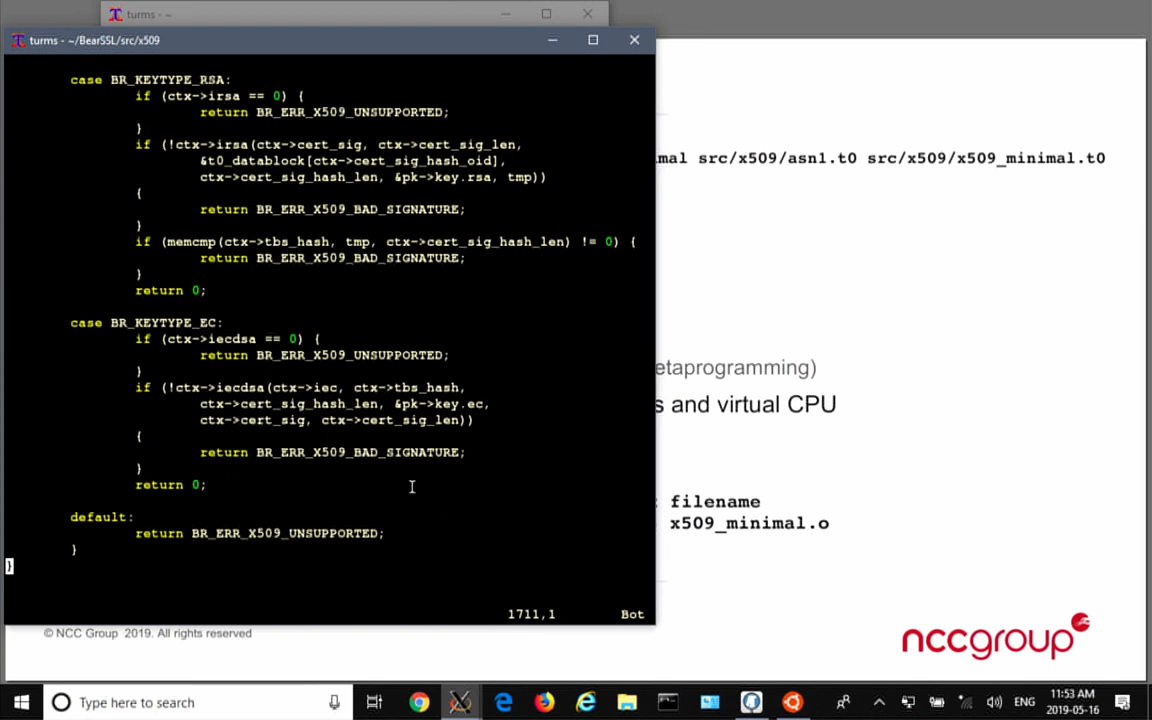 turms - ~
turms - ~/BearSSL/src/x509
case BR_KEYTYPE_RSA:
if (ctx->irsa == 0) {
return BR_ERR_X509_UNSUPPORTED;
}
if (!ctx->irsa(ctx->cert_sig, ctx->cert_sig_len,
&t0_datablock[ctx->cert_sig_hash_oid],
ctx->cert_sig_hash_len, &pk->key.rsa, tmp))
{
return BR_ERR_X509_BAD_SIGNATURE;
}
if (memcmp(ctx->tbs_hash, tmp, ctx->cert_sig_hash_len) != 0) {
return BR_ERR_X509_BAD_SIGNATURE;
}
return 0;
case BR_KEYTYPE_EC:
if (ctx->iecdsa == 0) {
return BR_ERR_X509_UNSUPPORTED;
}
if (!ctx->iecdsa(ctx->iec, ctx->tbs_hash,
ctx->cert_sig_hash_len, &pk->key.ec,
ctx->cert_sig, ctx->cert_sig_len))
{
return BR_ERR_X509_BAD_SIGNATURE;
}
return 0;
default:
return BR_ERR_X509_UNSUPPORTED;
}
}
1711,1 Bot
mal src/x509/asn1.t0 src/x509/x509_minimal.t0
etaprogramming)
s and virtual CPU
: filename
x509_minimal.o
© NCC Group 2019. All rights reserved
nccgroup
Type here to search
ENG
11:53 AM
2019-05-16